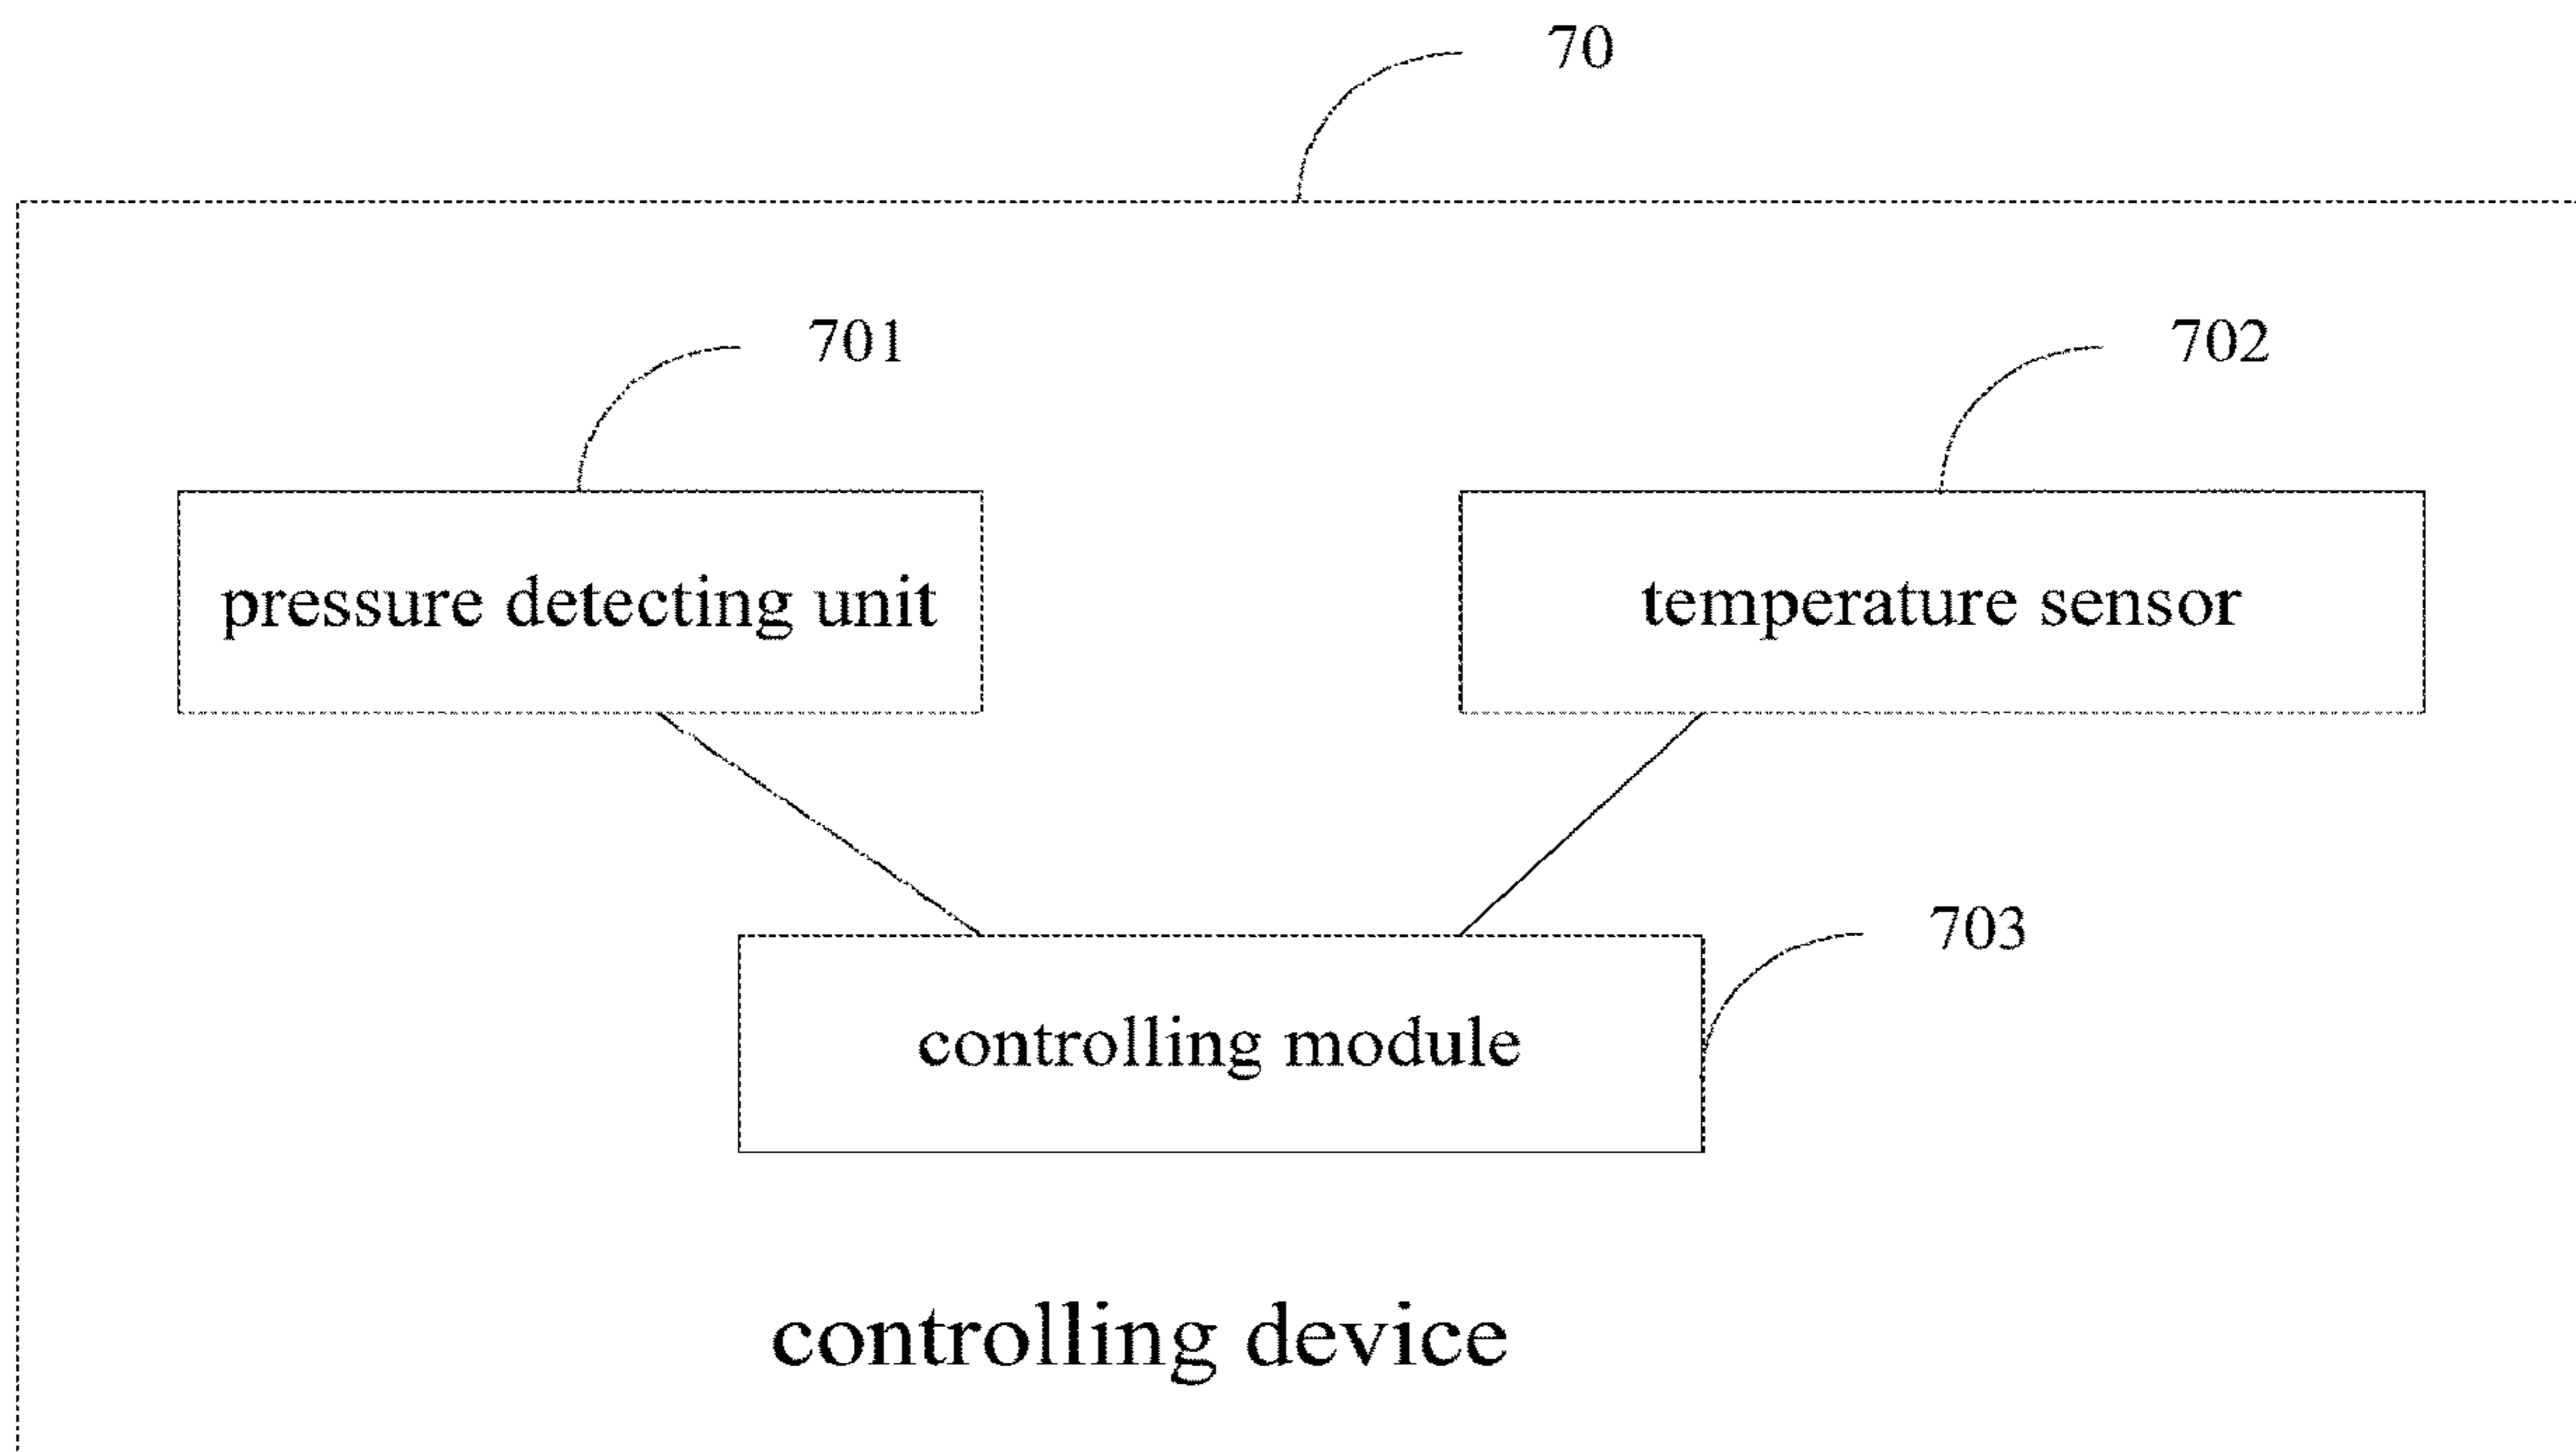 70
701
702
pressure detecting unit
temperature sensor
703
controlling module
controlling device